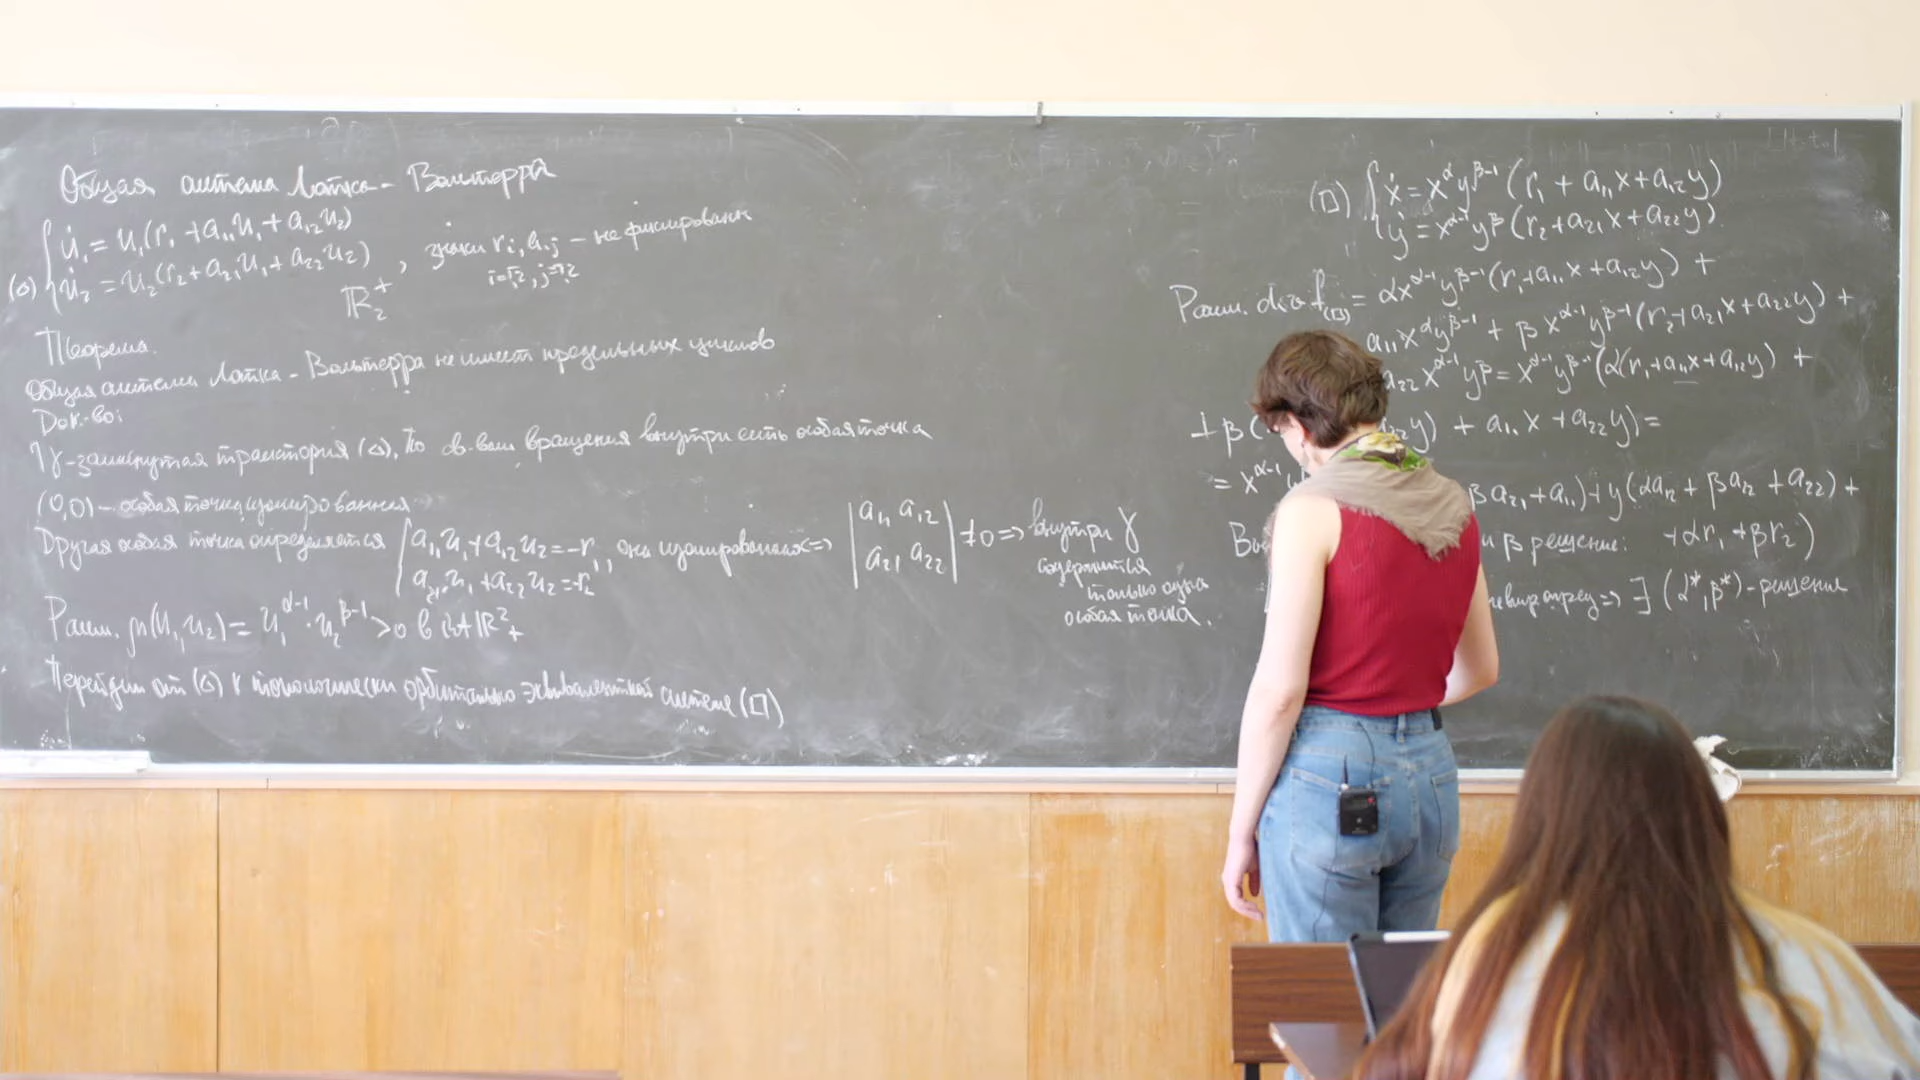 Общая система Лотка-Вольтерра
(△) { u̇₁ = u₁(r₁ + a₁₁u₁ + a₁₂u₂)
u̇₂ = u₂(r₂ + a₂₁u₁ + a₂₂u₂) , знаки rᵢ, aᵢⱼ – не фиксированы
i=1,2, j=1,2
ℝ₂⁺
Теорема.
Общая система Лотка-Вольтерра не имеет предельных циклов
Док-во:
γ-замкнутая траектория (△). По св-вам вращения внутри есть особая точка
(0,0) – особая точка изолированная
Другая особая точка определяется { a₁₁u₁ + a₁₂u₂ = -r₁
a₂₁u₁ + a₂₂u₂ = -r₂ , она изолированная <=> | a₁₁ a₁₂
a₂₁ a₂₂ | ≠ 0 => внутри γ
содержится
только одна
особая точка.
Рассм. μ(u₁,u₂) = u₁^{α-1} · u₂^{β-1} > 0 в int ℝ²₊
Перейдем от (△) к топологически орбитально эквивалентной системе (□)
(□) { ẋ = x^α y^{β-1} (r₁ + a₁₁x + a₁₂y)
ẏ = x^{α-1} y^β (r₂ + a₂₁x + a₂₂y)
Рассм. div f_(□) = αx^{α-1}y^{β-1}(r₁ + a₁₁x + a₁₂y) +
a₁₁x^α y^{β-1} + βx^{α-1}y^{β-1}(r₂ + a₂₁x + a₂₂y) +
a₂₂x^{α-1}y^β = x^{α-1}y^{β-1}(α(r₁ + a₁₁x + a₁₂y) +
+ β( y) + a₁₁x + a₂₂y) =
= x^{α-1} βa₂₁ + a₁₁) + y(αa₁₂ + βa₂₂ + a₂₂) +
и β решение: + αr₁ + βr₂)
=> ∃ (α*, β*) - решение